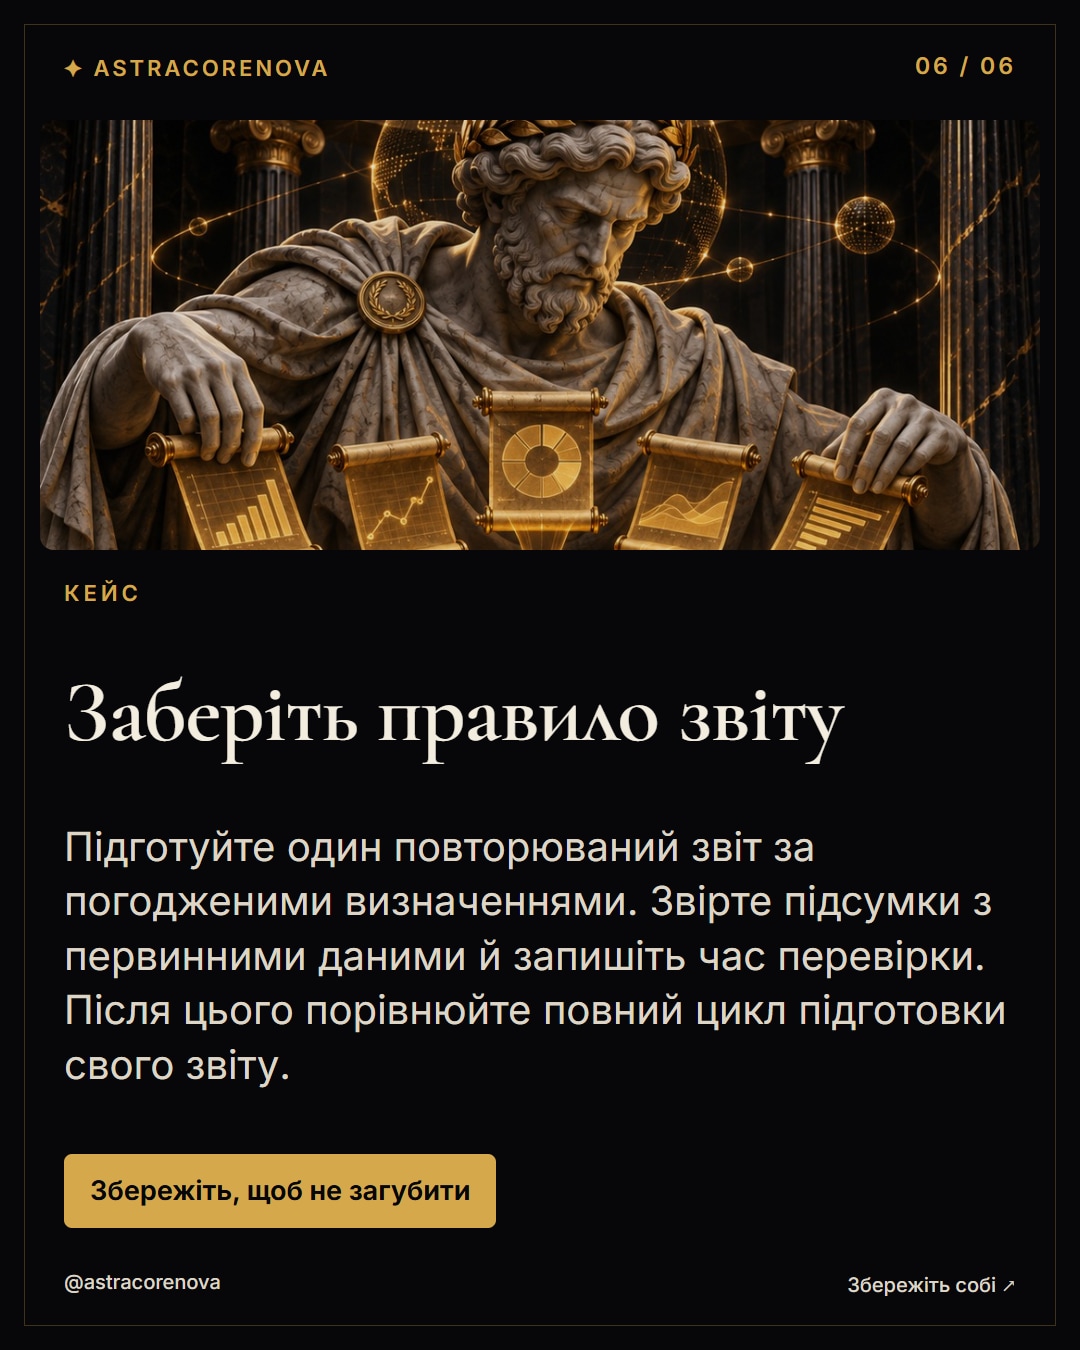 ✦ ASTRACORENOVA
06 / 06
КЕЙС
Заберіть правило звіту
Підготуйте один повторюваний звіт за
погодженими визначеннями. Звірте підсумки з
первинними даними й запишіть час перевірки.
Після цього порівнюйте повний цикл підготовки
свого звіту.
Збережіть, щоб не загубити
@astracorenova
Збережіть собі ↗